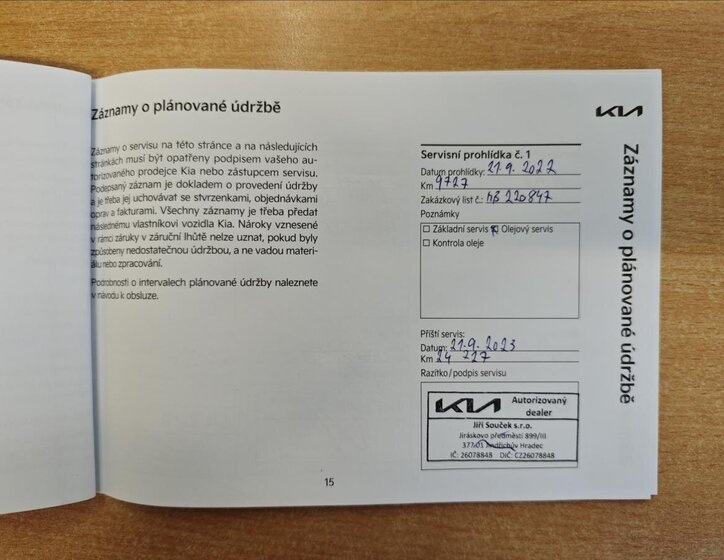 Záznamy o plánované údržbě
Záznamy o servisu na této stránce a na následujících
stránkách musí být opatřeny podpisem vašeho au-
torizovaného prodejce Kia nebo zástupcem servisu.
Podepsaný záznam je dokladem o provedení údržby
a je třeba jej uchovávat se stvrzenkami, objednávkami
oprav a fakturami. Všechny záznamy je třeba předat
následnému vlastníkovi vozidla Kia. Nároky vznesené
v rámci záruky v záruční lhůtě nelze uznat, pokud byly
způsobeny nedostatečnou údržbou, a ne vadou materi-
álu nebo zpracování.
Podrobnosti o intervalech plánované údržby naleznete
v návodu k obsluze.
15
KIA
Záznamy o plánované údržbě
Servisní prohlídka č. 1
Datum prohlídky: 21.9. 2022
Km 9727
Zakázkový list č.: HB 220847
Poznámky
Základní servis Olejový servis
Kontrola oleje
Příští servis:
Datum: 21.9. 2023
Km 24 727
Razítko/podpis servisu
KIA Autorizovaný
dealer
Jiří Souček s.r.o.
Jiráskovo předměstí 899/III
377 01 Jindřichův Hradec
IČ: 26078848 DIČ: CZ26078848